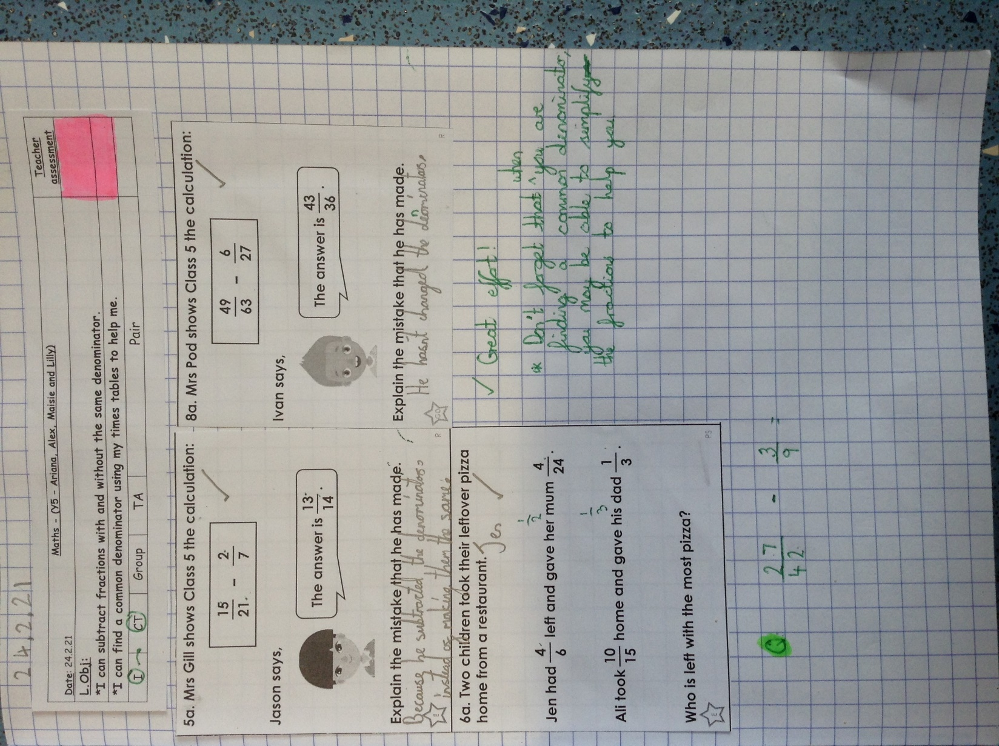 24.2.21
Maths - (Y5 - Ariana, Alex, Maisie and Lilly)
Teacher assessment
Date: 24.2.21
L.Obj:
*I can subtract fractions with and without the same denominator.
*I can find a common denominator using my times tables to help me.
I → CT Group TA Pair
5a. Mrs Gill shows Class 5 the calculation:
15/21 - 2/7
Jason says,
The answer is 13/14.
Explain the mistake that he has made.
Because he subtracted the denominators
instead of making them the same.
E
R
8a. Mrs Pod shows Class 5 the calculation:
49/63 - 6/27
Ivan says,
The answer is 43/36.
Explain the mistake that he has made.
He hasn't changed the denominators.
GD
R
6a. Two children took their leftover pizza
home from a restaurant. Jen
1/2
Jen had 4/6 left and gave her mum 4/24.
1/3
Ali took 10/15 home and gave his dad 1/3.
Who is left with the most pizza?
E
PS
✓ Great effort!
when
* Don't forget that ^ you are
finding a common denominator,
you may be able to simplify
the fractions to help you
Q 27/42 - 3/9 =